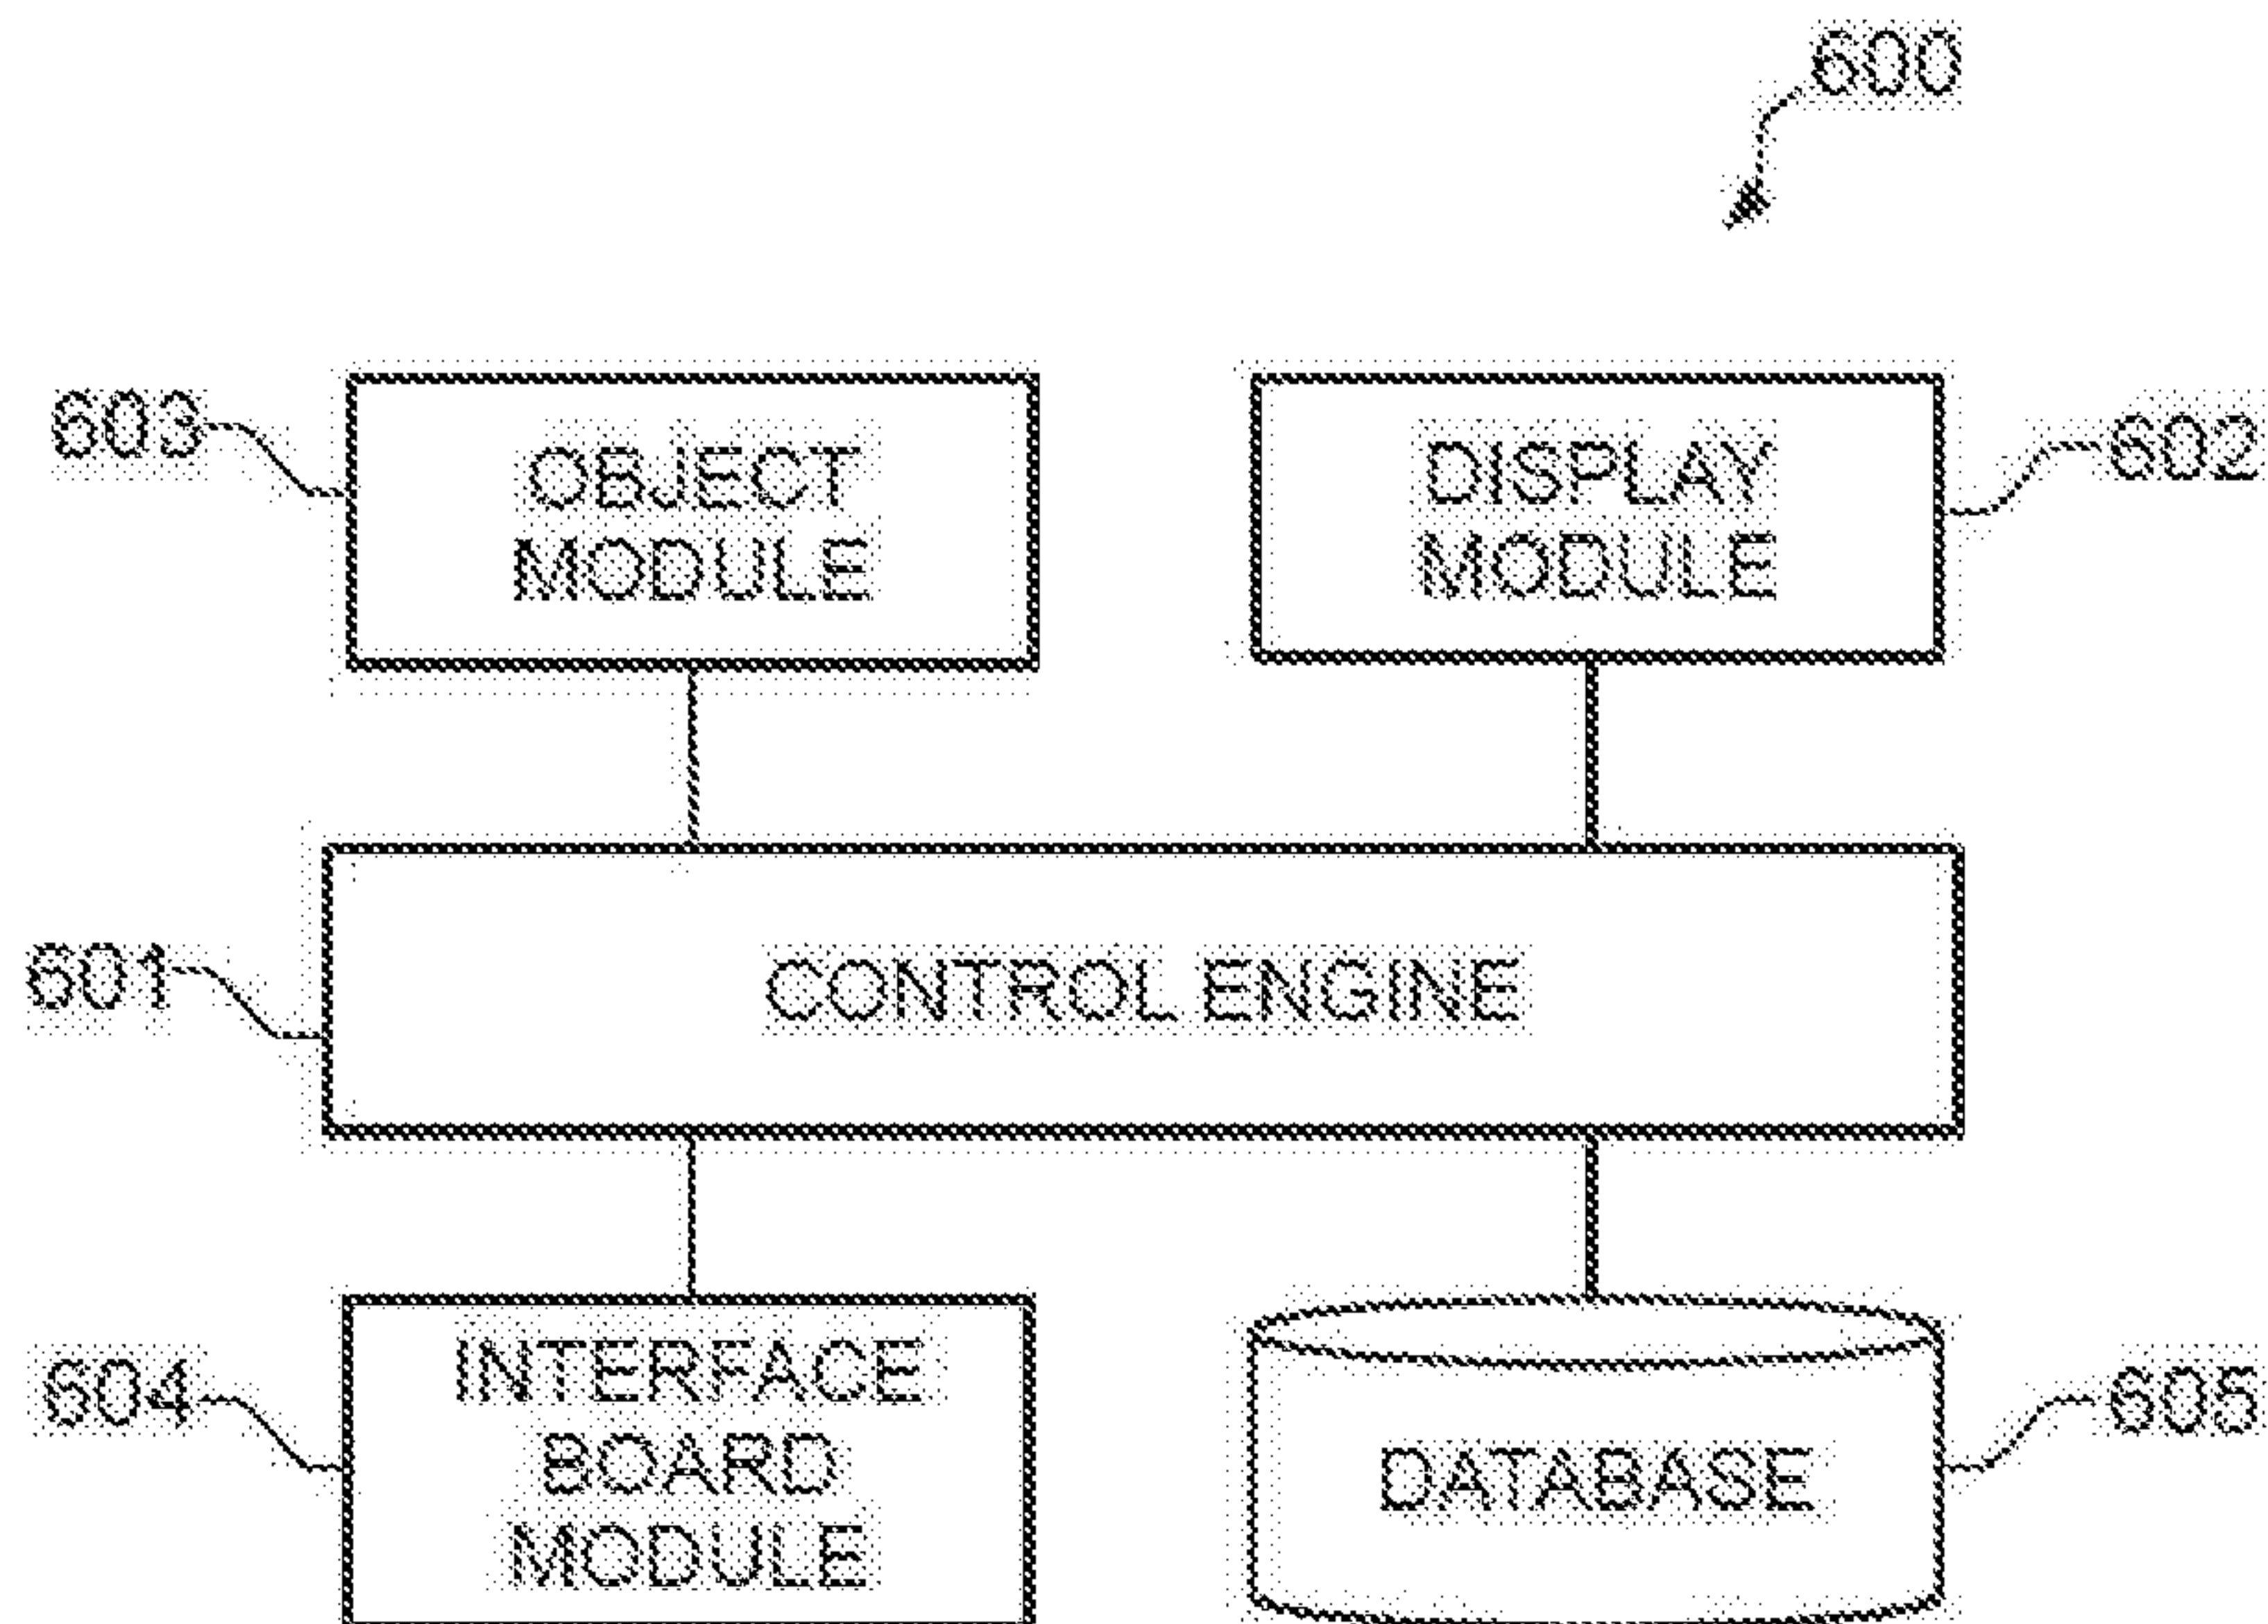 600
603
OBJECT
MODULE
DISPLAY
MODULE
602
601
CONTROL ENGINE
604
INTERFACE
BOARD
MODULE
DATABASE
605